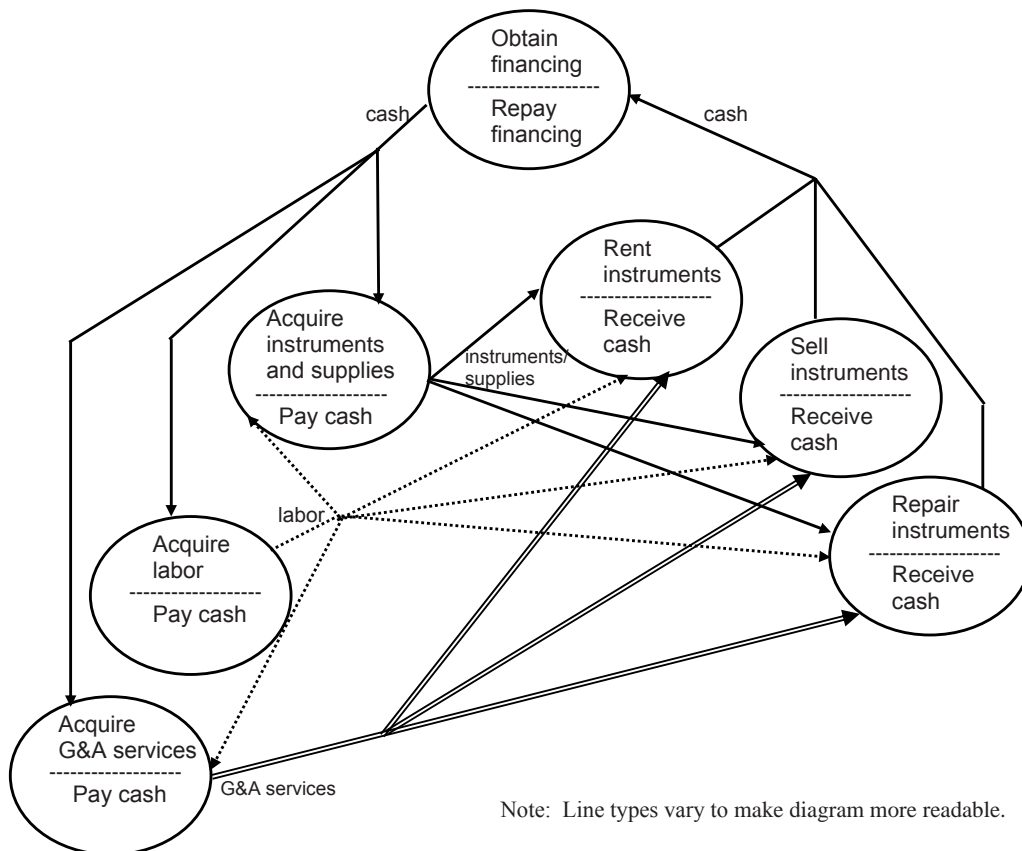 Obtain
financing
--------------------
Repay
financing
cash
cash
Rent
instruments
------------------------
Receive
cash
Acquire
instruments
and supplies
---------------------
Pay cash
instruments/
supplies
Sell
instruments
-------------------
Receive
cash
labor
Repair
instruments
--------------------
Receive
cash
Acquire
labor
--------------------
Pay cash
Acquire
G&A services
--------------------
Pay cash
G&A services
Note: Line types vary to make diagram more readable.